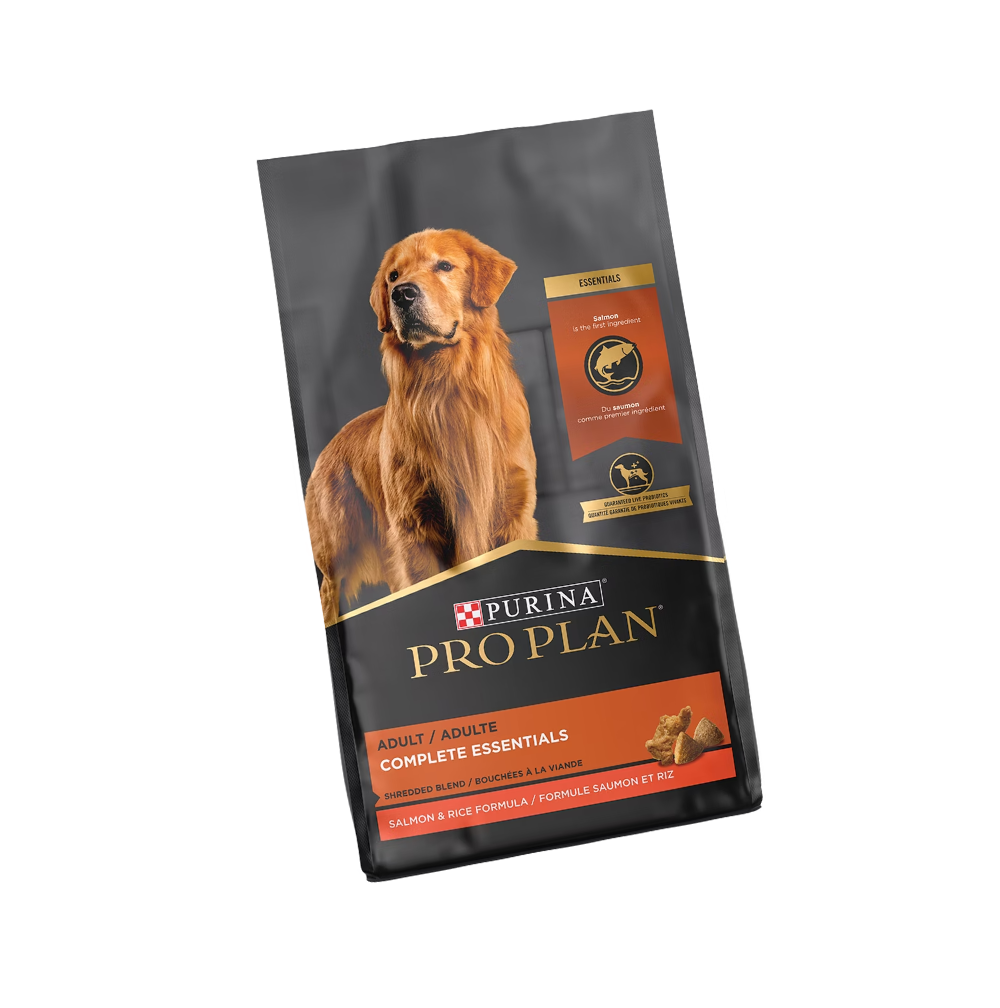 ESSENTIALS
Salmon
is the first ingredient
Du saumon
comme premier ingrédient
GUARANTEED LIVE PROBIOTICS
QUANTITÉ GARANTIE DE PROBIOTIQUES VIVANTS
PURINA®
PRO PLAN®
ADULT / ADULTE
COMPLETE ESSENTIALS
SHREDDED BLEND / BOUCHÉES À LA VIANDE
SALMON & RICE FORMULA / FORMULE SAUMON ET RIZ